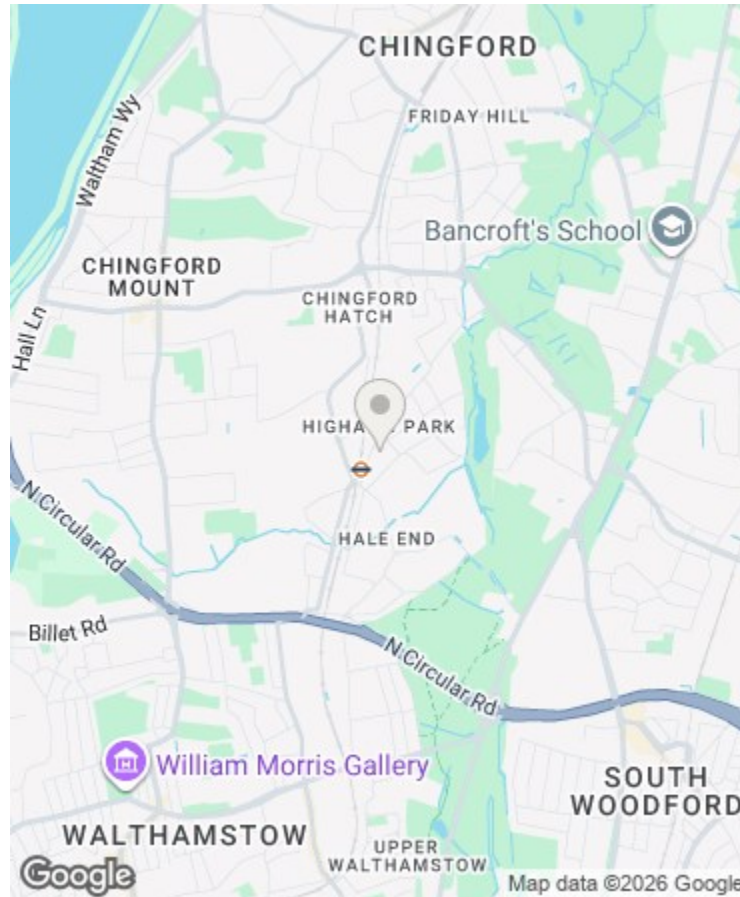 CHINGFORD
FRIDAY HILL
Waltham Wy
Bancroft's School
CHINGFORD
MOUNT
CHINGFORD
HATCH
Hall Ln
PARK
N Circular Rd
HALE END
Billet Rd
N Circular Rd
William Morris Gallery
SOUTH
WOODFORD
WALTHAMSTOW
UPPER
WALTHAMSTOW
Google
Map data ©2026 Google